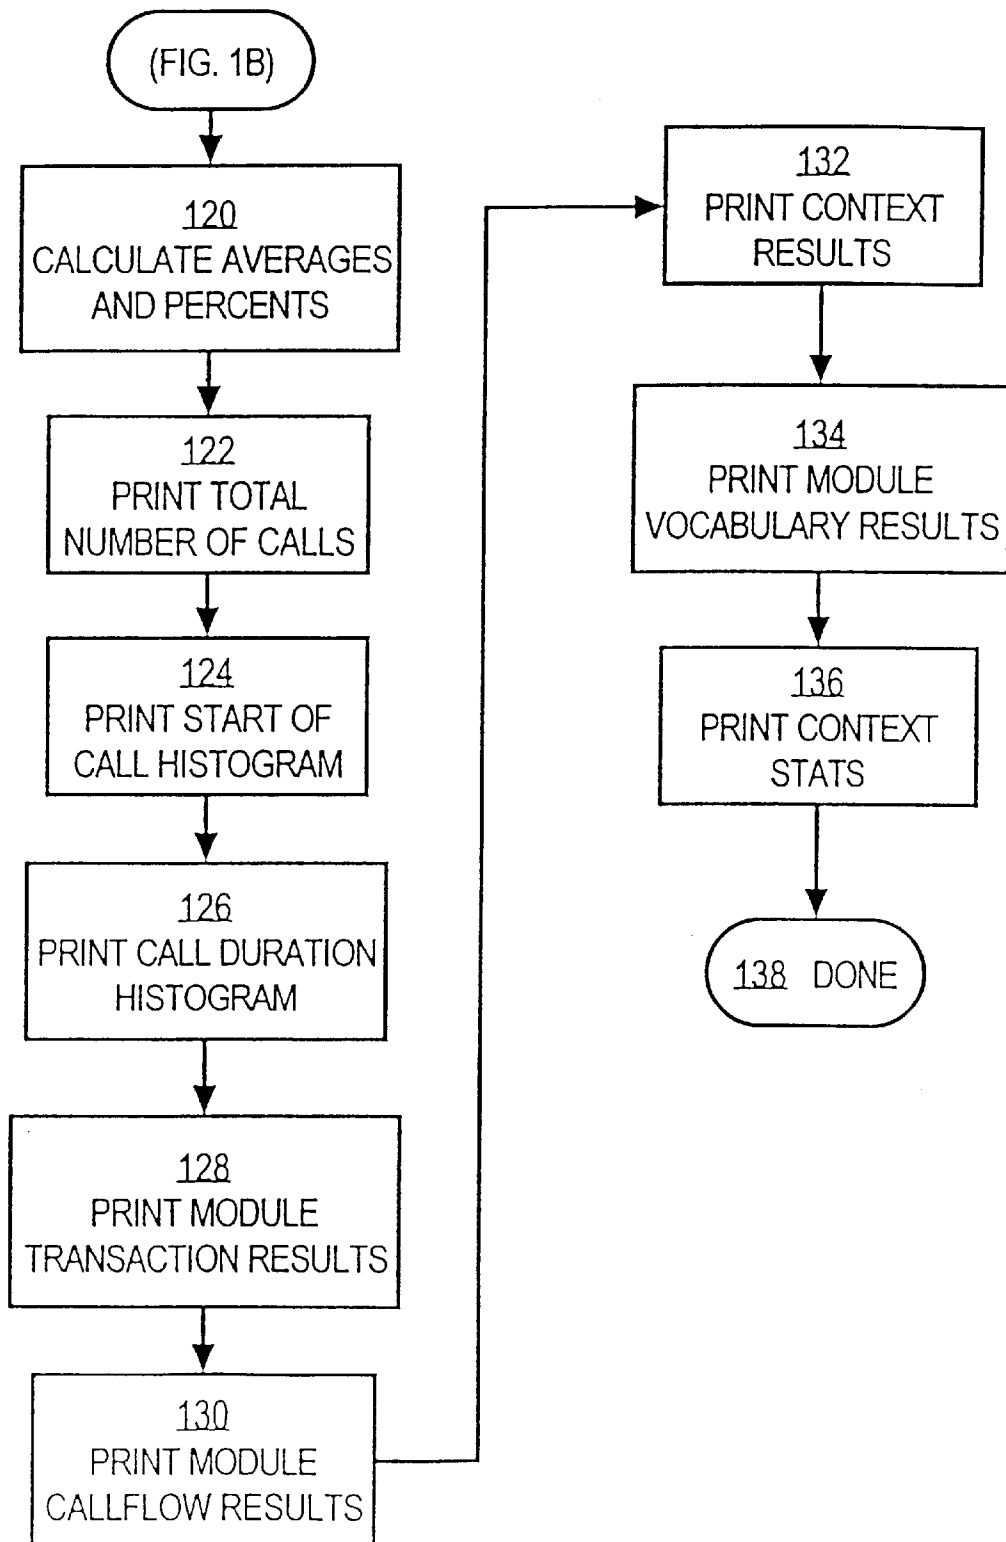 (FIG. 1B)
120
CALCULATE AVERAGES
AND PERCENTS
122
PRINT TOTAL
NUMBER OF CALLS
124
PRINT START OF
CALL HISTOGRAM
126
PRINT CALL DURATION
HISTOGRAM
128
PRINT MODULE
TRANSACTION RESULTS
130
PRINT MODULE
CALLFLOW RESULTS
132
PRINT CONTEXT
RESULTS
134
PRINT MODULE
VOCABULARY RESULTS
136
PRINT CONTEXT
STATS
138 DONE